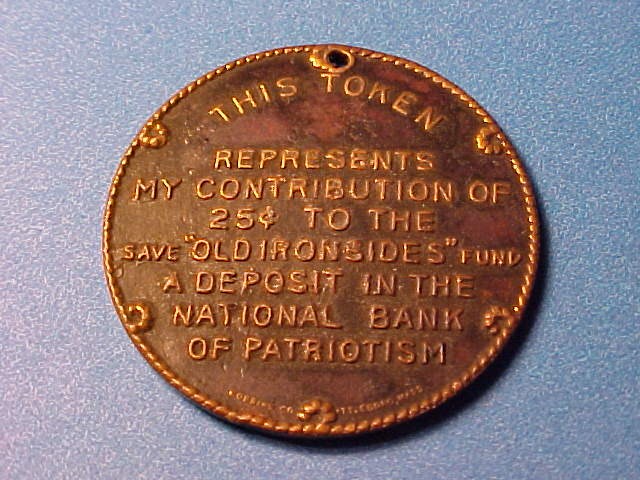 THIS TOKEN
REPRESENTS
MY CONTRIBUTION OF
25¢ TO THE
SAVE "OLD IRONSIDES" FUND
A DEPOSIT IN THE
NATIONAL BANK
OF PATRIOTISM
CO.